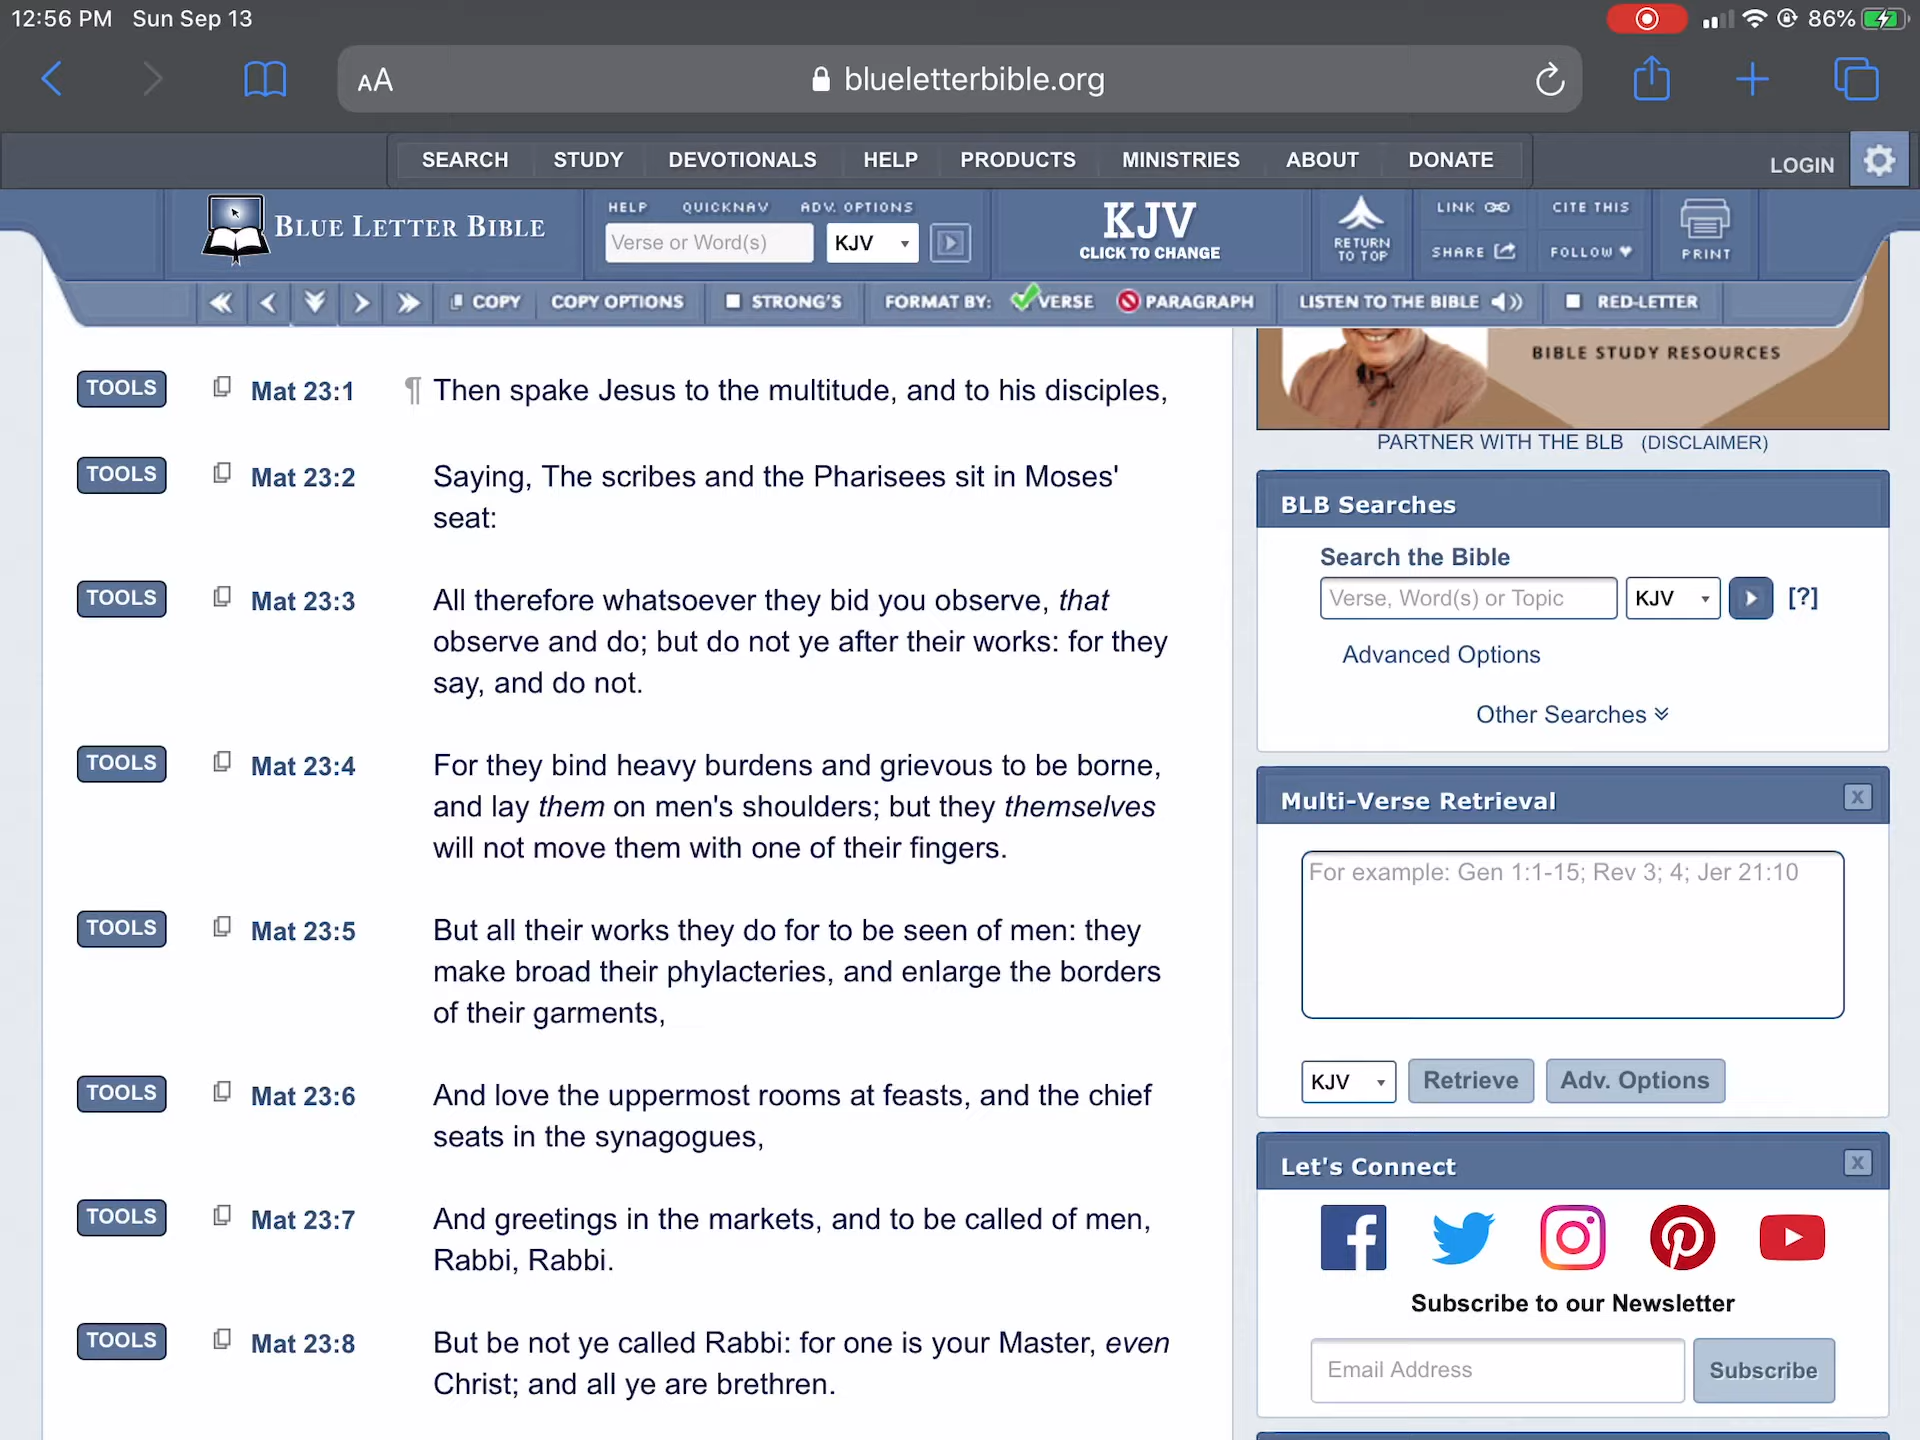 12:56 PM Sun Sep 13
86%
AA
blueletterbible.org
SEARCH STUDY DEVOTIONALS HELP PRODUCTS MINISTRIES ABOUT DONATE
LOGIN
BLUE LETTER BIBLE
HELP QUICKNAV ADV. OPTIONS
Verse or Word(s) KJV
KJV
CLICK TO CHANGE
RETURN
TO TOP
LINK CITE THIS
SHARE FOLLOW
PRINT
COPY COPY OPTIONS STRONG'S FORMAT BY: VERSE PARAGRAPH LISTEN TO THE BIBLE RED-LETTER
TOOLS Mat 23:1 ¶ Then spake Jesus to the multitude, and to his disciples,
TOOLS Mat 23:2 Saying, The scribes and the Pharisees sit in Moses'
seat:
TOOLS Mat 23:3 All therefore whatsoever they bid you observe, that
observe and do; but do not ye after their works: for they
say, and do not.
TOOLS Mat 23:4 For they bind heavy burdens and grievous to be borne,
and lay them on men's shoulders; but they themselves
will not move them with one of their fingers.
TOOLS Mat 23:5 But all their works they do for to be seen of men: they
make broad their phylacteries, and enlarge the borders
of their garments,
TOOLS Mat 23:6 And love the uppermost rooms at feasts, and the chief
seats in the synagogues,
TOOLS Mat 23:7 And greetings in the markets, and to be called of men,
Rabbi, Rabbi.
TOOLS Mat 23:8 But be not ye called Rabbi: for one is your Master, even
Christ; and all ye are brethren.
BIBLE STUDY RESOURCES
PARTNER WITH THE BLB (DISCLAIMER)
BLB Searches
Search the Bible
Verse, Word(s) or Topic KJV [?]
Advanced Options
Other Searches
Multi-Verse Retrieval X
For example: Gen 1:1-15; Rev 3; 4; Jer 21:10
KJV Retrieve Adv. Options
Let's Connect X
Subscribe to our Newsletter
Email Address Subscribe